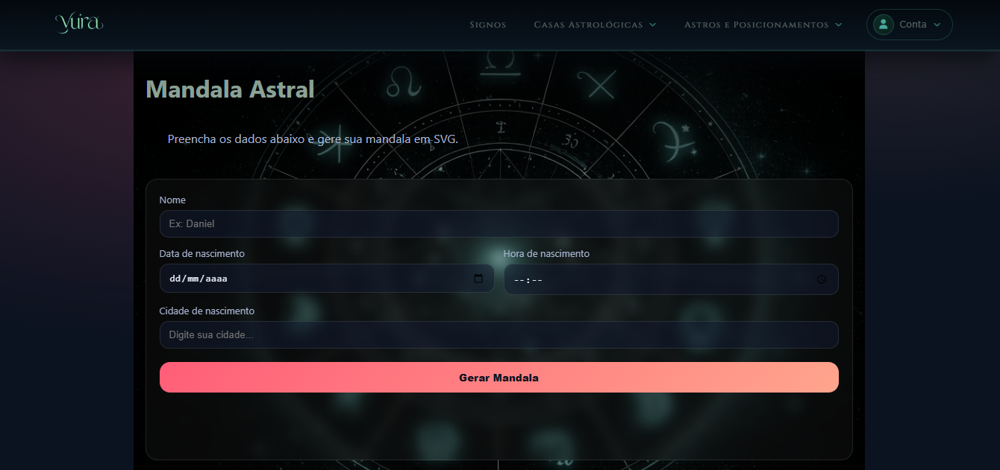 Yuira
Signos
Casas Astrológicas
Astros e Posicionamentos
Conta
Mandala Astral
Preencha os dados abaixo e gere sua mandala em SVG.
Nome
Ex: Daniel
Data de nascimento
Hora de nascimento
dd/mm/aaaa
--:--
Cidade de nascimento
Digite sua cidade...
Gerar Mandala